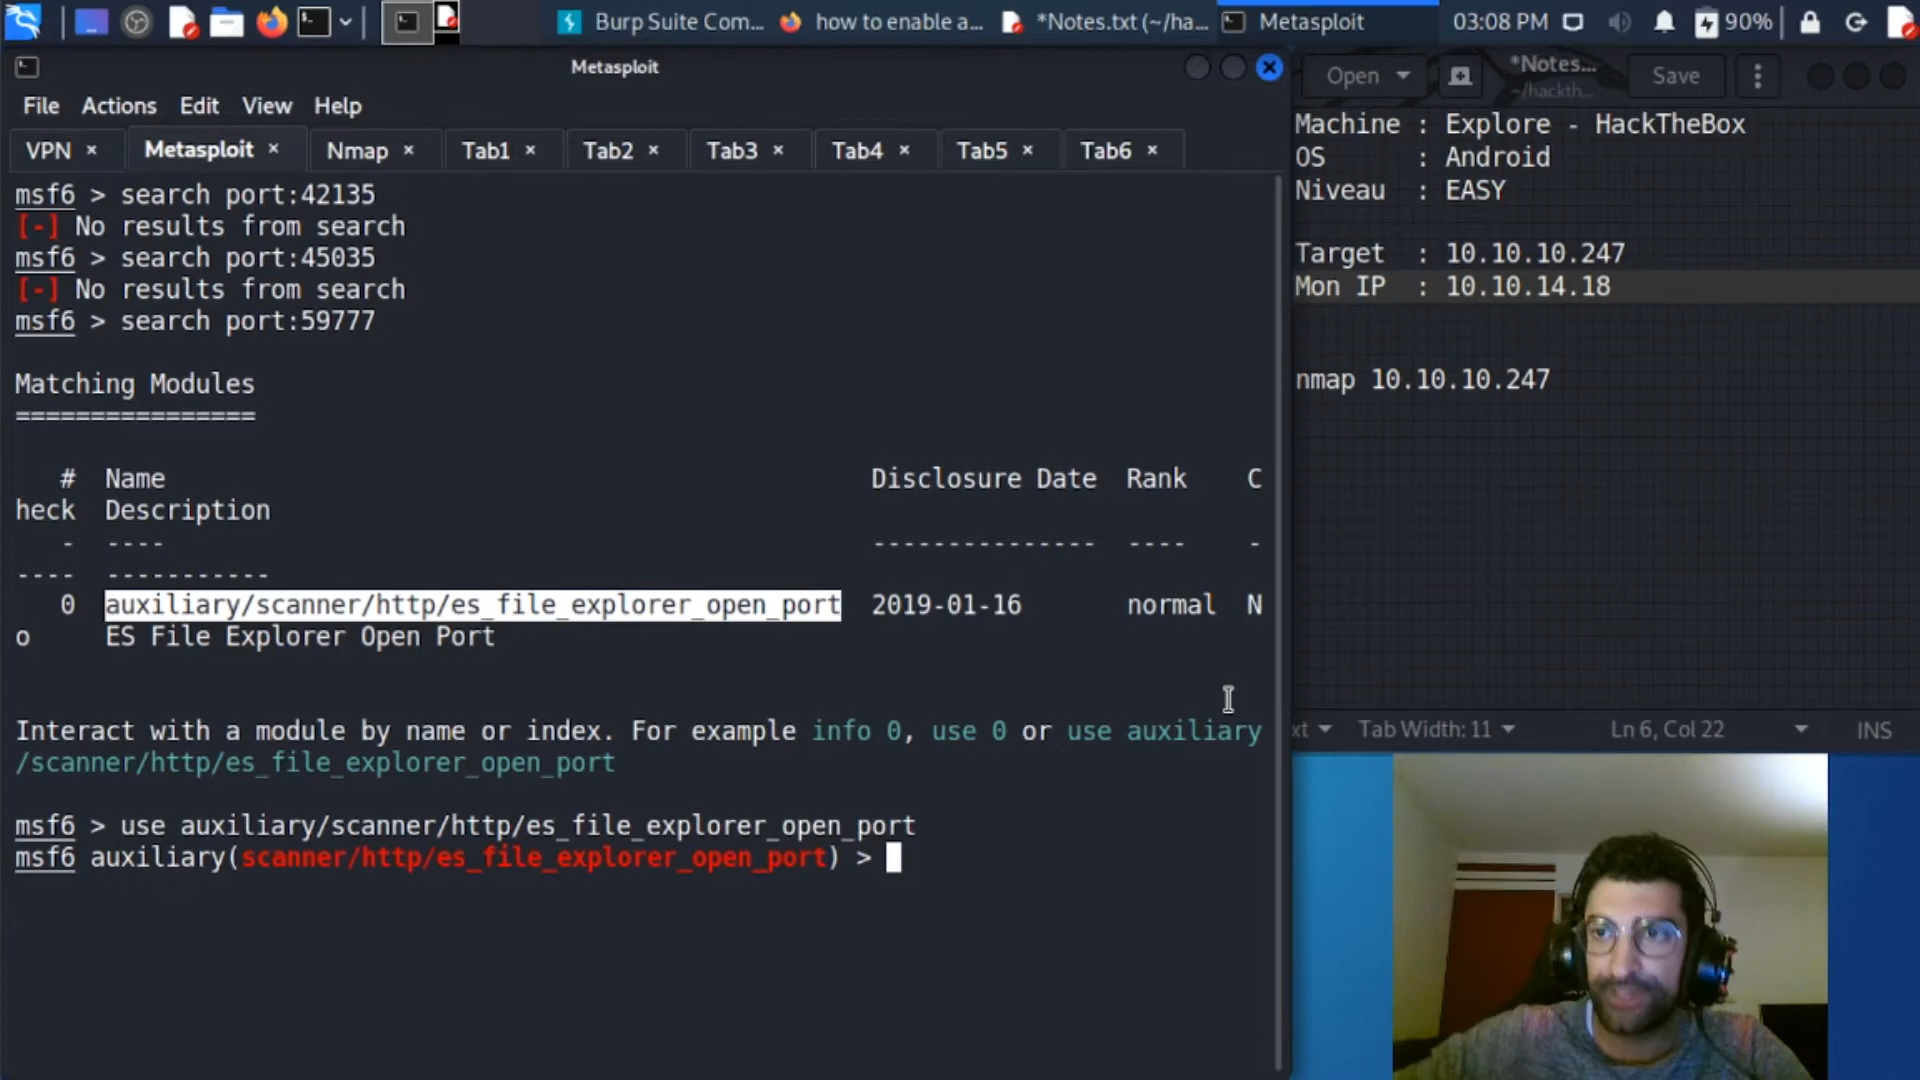 Burp Suite Com...
how to enable a...
*Notes.txt (~/ha...
Metasploit
03:08 PM
90%
Metasploit
File Actions Edit View Help
VPN × Metasploit × Nmap × Tab1 × Tab2 × Tab3 × Tab4 × Tab5 × Tab6 ×
msf6 > search port:42135
[-] No results from search
msf6 > search port:45035
[-] No results from search
msf6 > search port:59777
Matching Modules
================
# Name Disclosure Date Rank C
heck Description
- ---- --------------- ---- -
---- -----------
0 auxiliary/scanner/http/es_file_explorer_open_port 2019-01-16 normal N
o ES File Explorer Open Port
Interact with a module by name or index. For example info 0, use 0 or use auxiliary
/scanner/http/es_file_explorer_open_port
msf6 > use auxiliary/scanner/http/es_file_explorer_open_port
msf6 auxiliary(scanner/http/es_file_explorer_open_port) >
Open
*Notes...
~/hackth...
Save
Machine : Explore - HackTheBox
OS : Android
Niveau : EASY
Target : 10.10.10.247
Mon IP : 10.10.14.18
nmap 10.10.10.247
xt Tab Width: 11 Ln 6, Col 22 INS